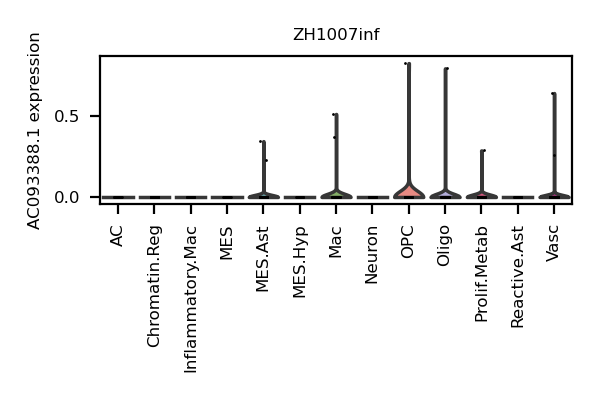 ZH1007inf
AC093388.1 expression
0.5
0.0
AC
Chromatin.Reg
Inflammatory.Mac
MES
MES.Ast
MES.Hyp
Mac
Neuron
OPC
Oligo
Prolif.Metab
Reactive.Ast
Vasc